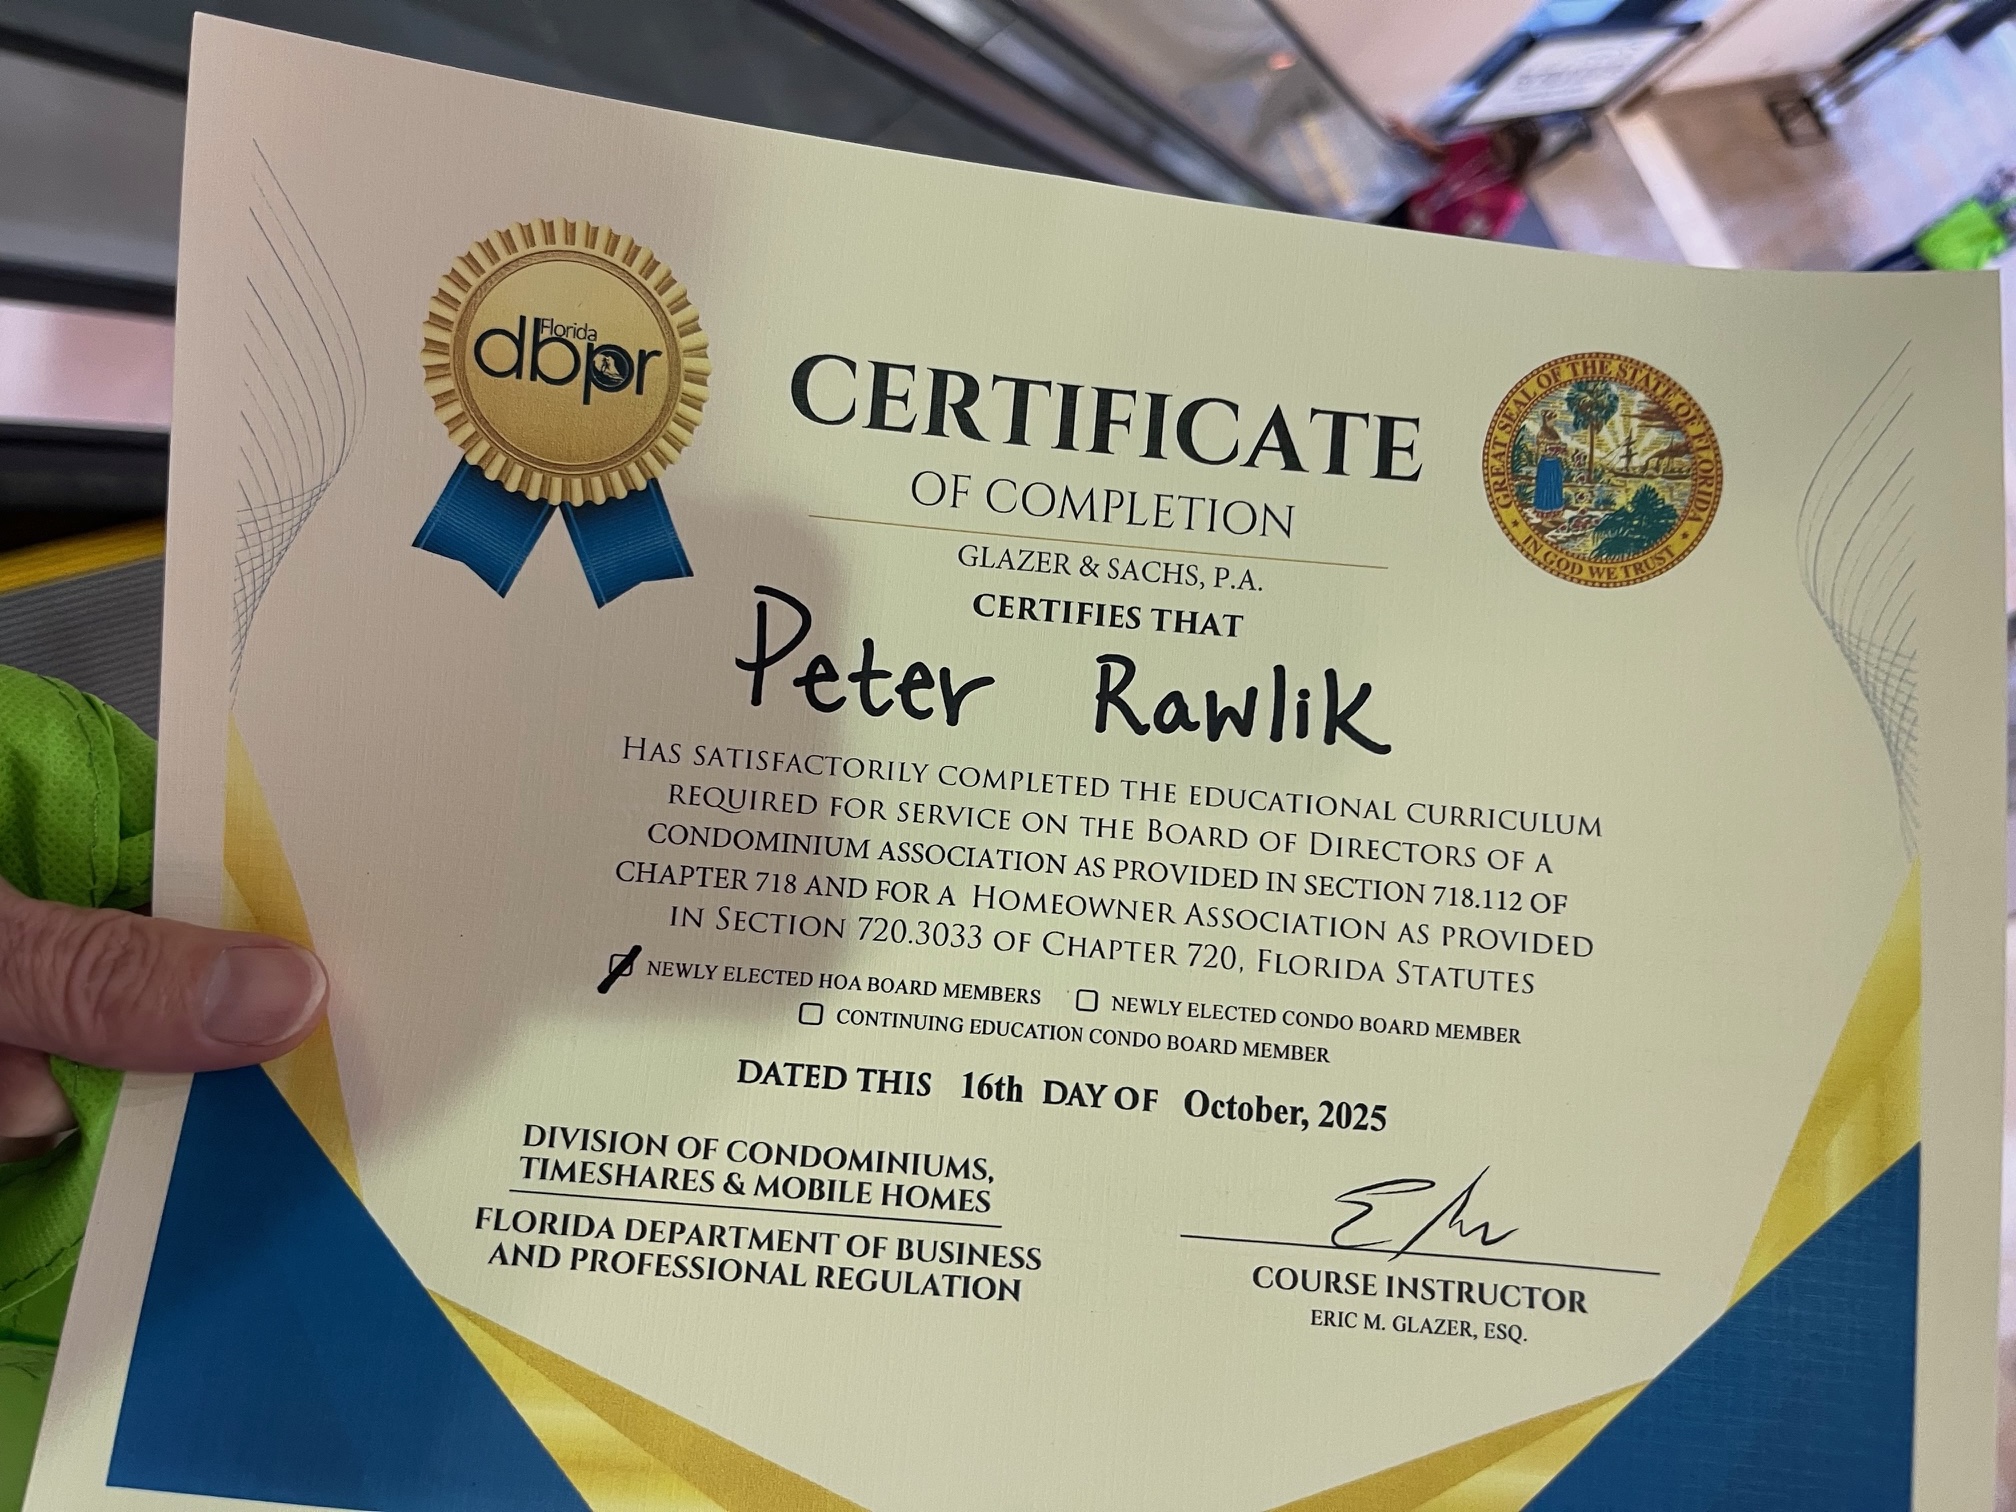 Florida
dbpr
CERTIFICATE
OF COMPLETION
GREAT SEAL OF THE STATE OF FLORIDA
IN GOD WE TRUST
GLAZER & SACHS, P.A.
CERTIFIES THAT
Peter Rawlik
HAS SATISFACTORILY COMPLETED THE EDUCATIONAL CURRICULUM
REQUIRED FOR SERVICE ON THE BOARD OF DIRECTORS OF A
CONDOMINIUM ASSOCIATION AS PROVIDED IN SECTION 718.112 OF
CHAPTER 718 AND FOR A HOMEOWNER ASSOCIATION AS PROVIDED
IN SECTION 720.3033 OF CHAPTER 720, FLORIDA STATUTES
NEWLY ELECTED HOA BOARD MEMBERS NEWLY ELECTED CONDO BOARD MEMBER
CONTINUING EDUCATION CONDO BOARD MEMBER
DATED THIS 16th DAY OF October, 2025
DIVISION OF CONDOMINIUMS,
TIMESHARES & MOBILE HOMES
FLORIDA DEPARTMENT OF BUSINESS
AND PROFESSIONAL REGULATION
COURSE INSTRUCTOR
ERIC M. GLAZER, ESQ.